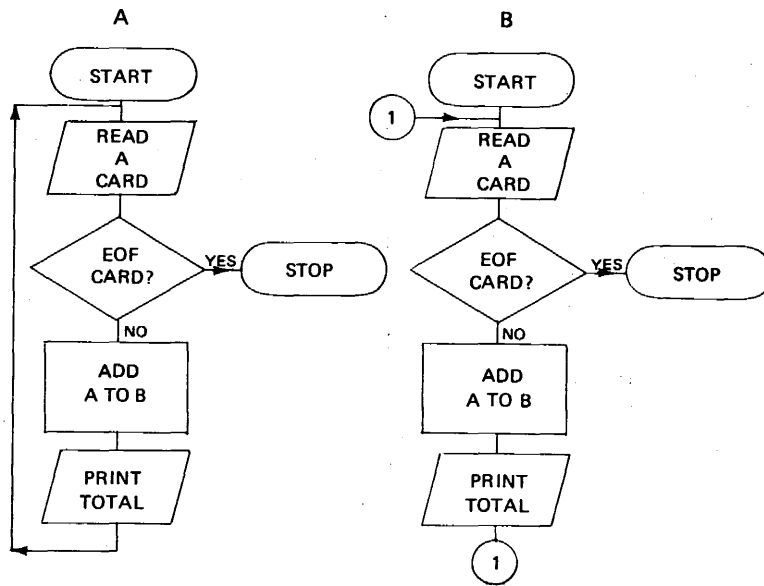 A
START
READ
A
CARD
EOF
CARD?
YES
STOP
NO
ADD
A TO B
PRINT
TOTAL
B
START
1
READ
A
CARD
EOF
CARD?
YES
STOP
NO
ADD
A TO B
PRINT
TOTAL
1